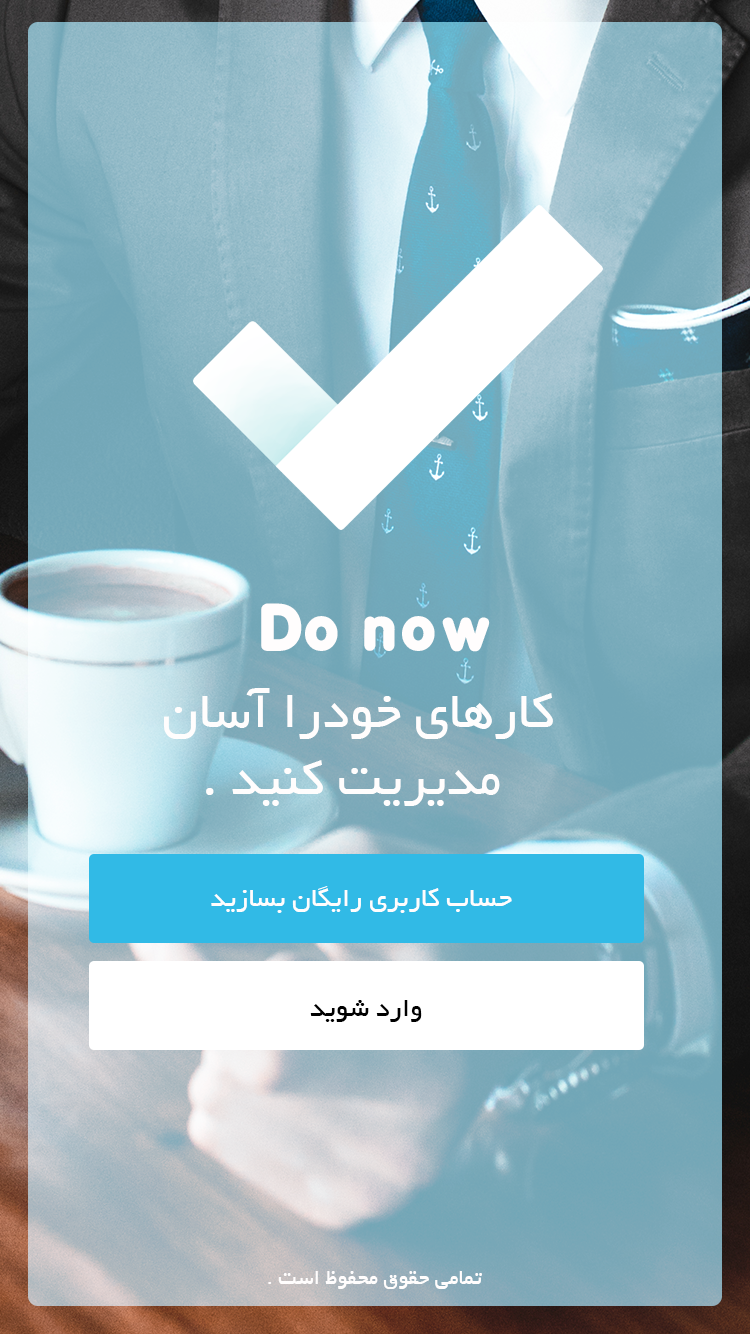 Do now
کارهای خودرا آسان
مدیریت کنید .
حساب کاربری رایگان بسازید
وارد شوید
تمامی حقوق محفوظ است .